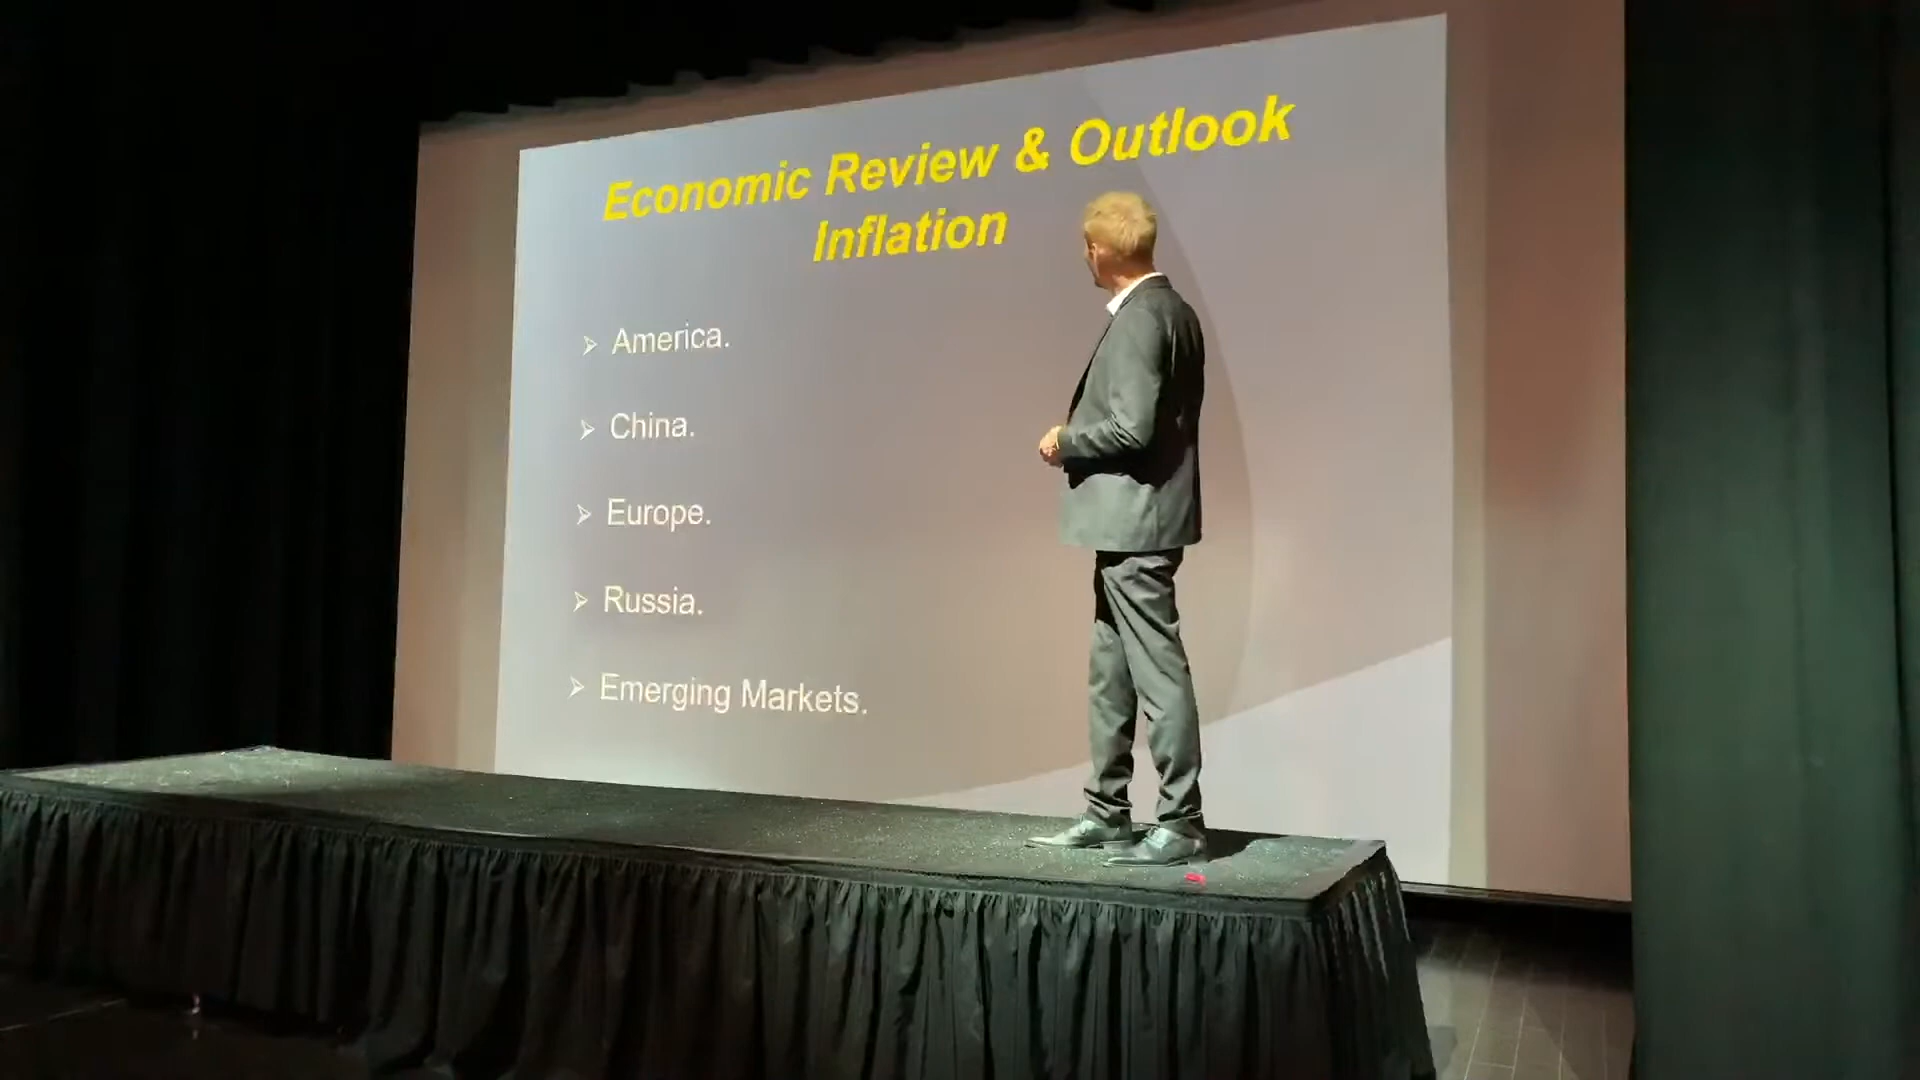 Economic Review & Outlook
Inflation
➢ America.
➢ China.
➢ Europe.
➢ Russia.
➢ Emerging Markets.